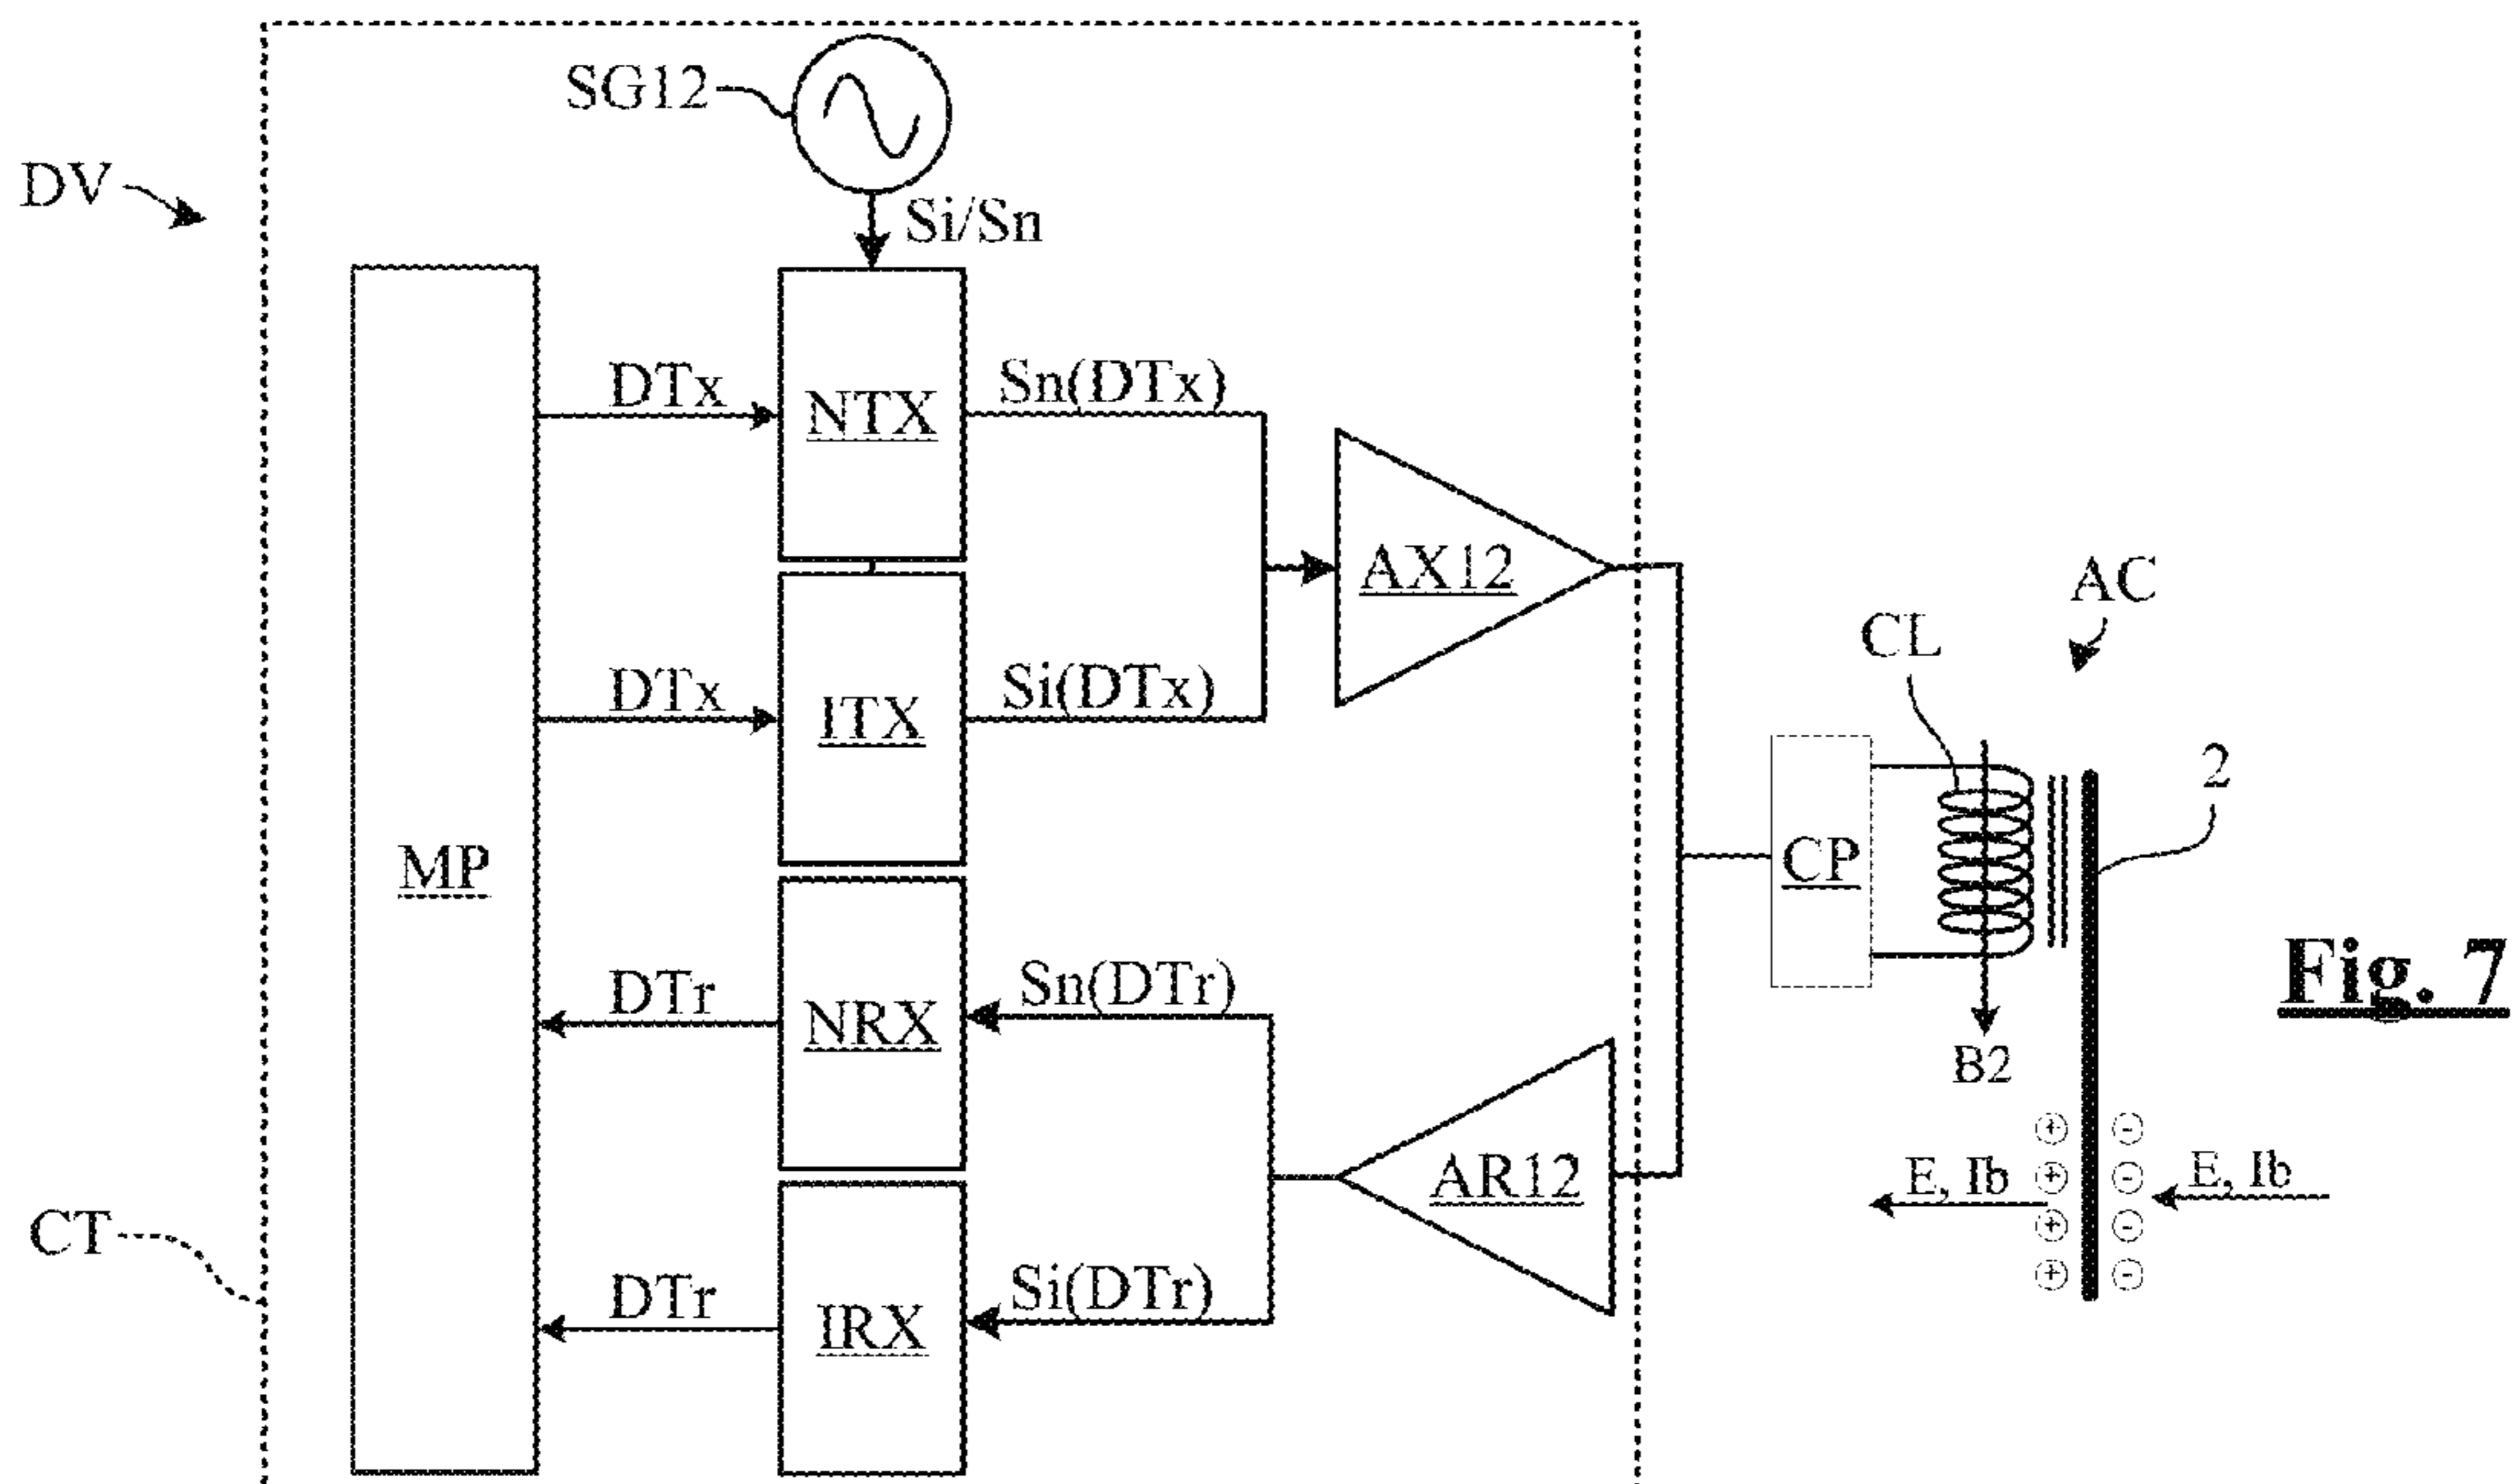 SG12
DV
Si/Sn
DTx
NTX
Sn(DTx)
AX12
AC
CL
DTx
ITX
Si(DTx)
2
MP
CP
Fig. 7
DTr
NRX
Sn(DTr)
B2
+ -
AR12
E, Ib
+ -
E, Ib
+ -
CT
DTr
IRX
Si(DTr)
+ -